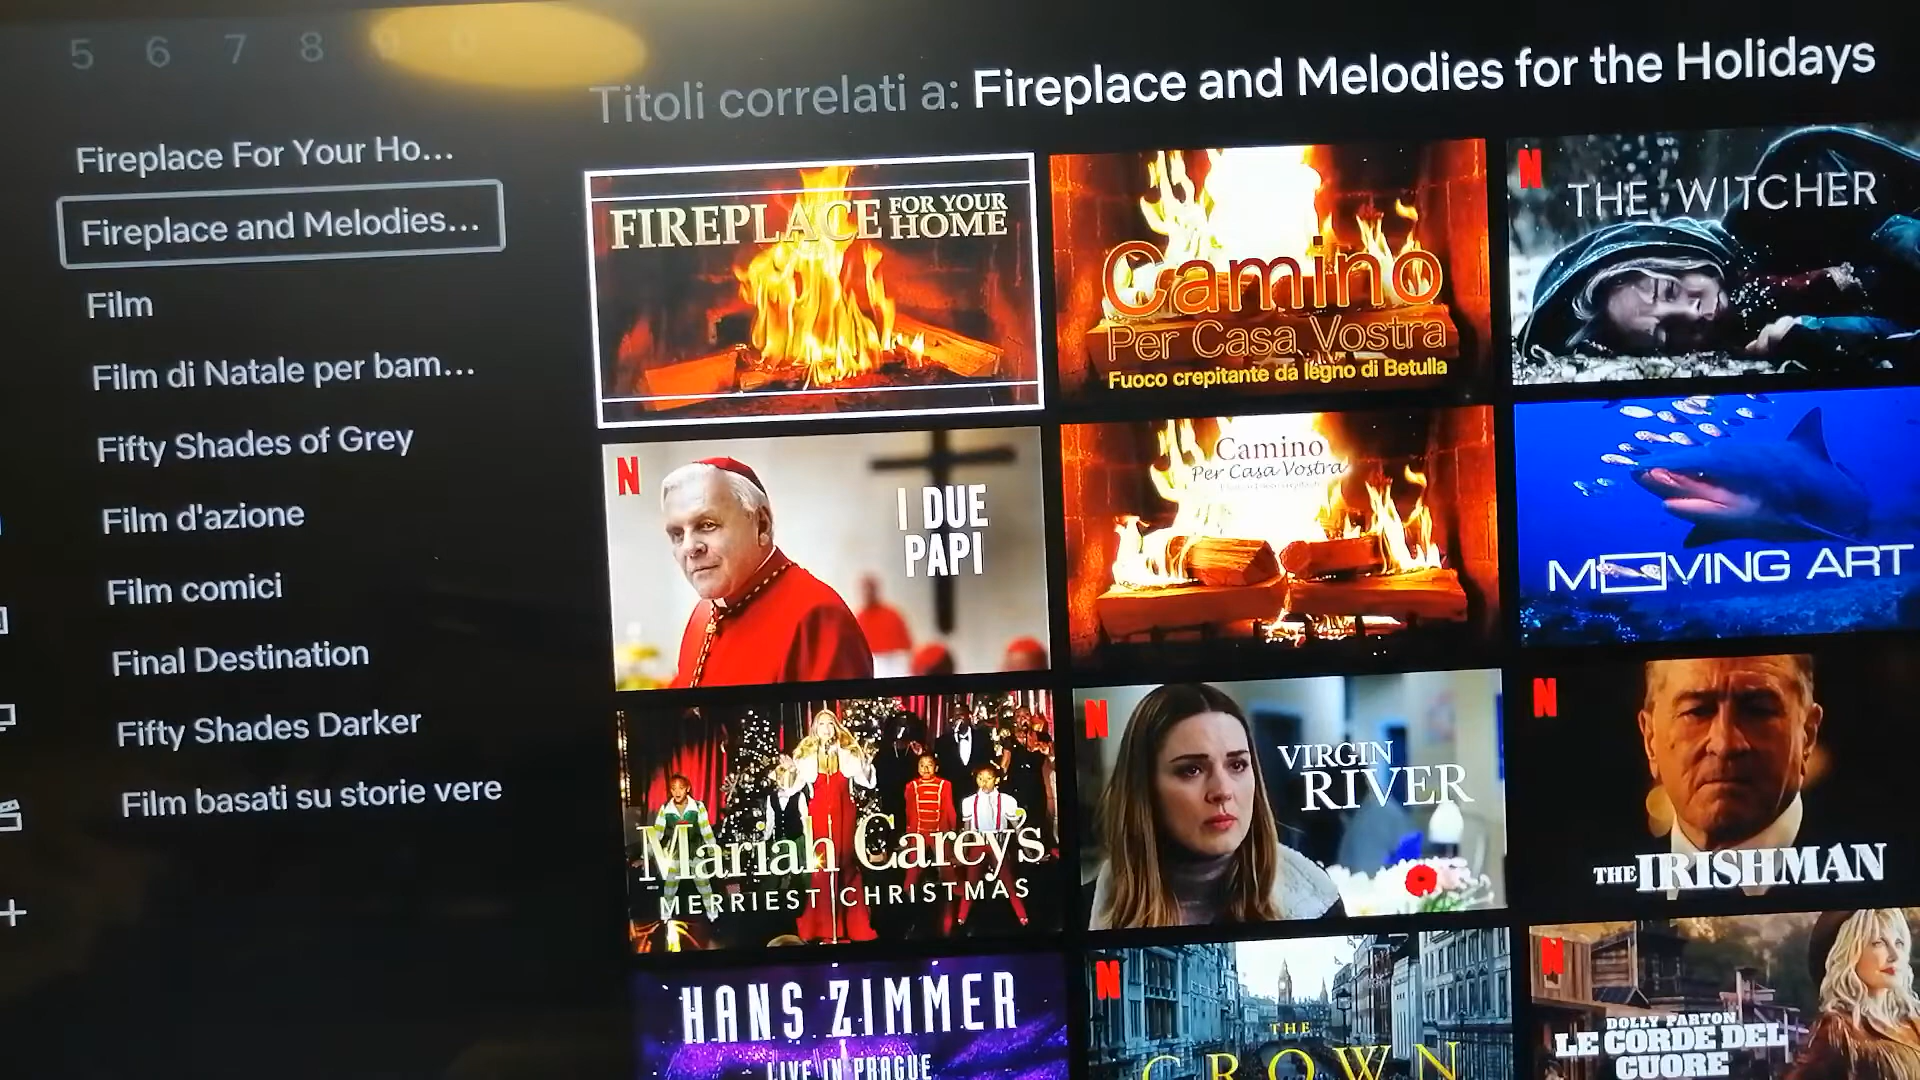 5 6 7 8 9 0
Titoli correlati a: Fireplace and Melodies for the Holidays
Fireplace For Your Ho...
Fireplace and Melodies...
Film
Film di Natale per bam...
Fifty Shades of Grey
Film d'azione
Film comici
Final Destination
Fifty Shades Darker
Film basati su storie vere
FIREPLACE FOR YOUR
HOME
Camino
Per Casa Vostra
Fuoco crepitante da legno di Betulla
N
THE WITCHER
N
I DUE
PAPI
Camino
Per Casa Vostra
MOVING ART
Mariah Carey's
MERRIEST CHRISTMAS
N
VIRGIN
RIVER
N
THE IRISHMAN
HANS ZIMMER
LIVE IN PRAGUE
N
THE
CROWN
N
DOLLY PARTON
LE CORDE DEL
CUORE